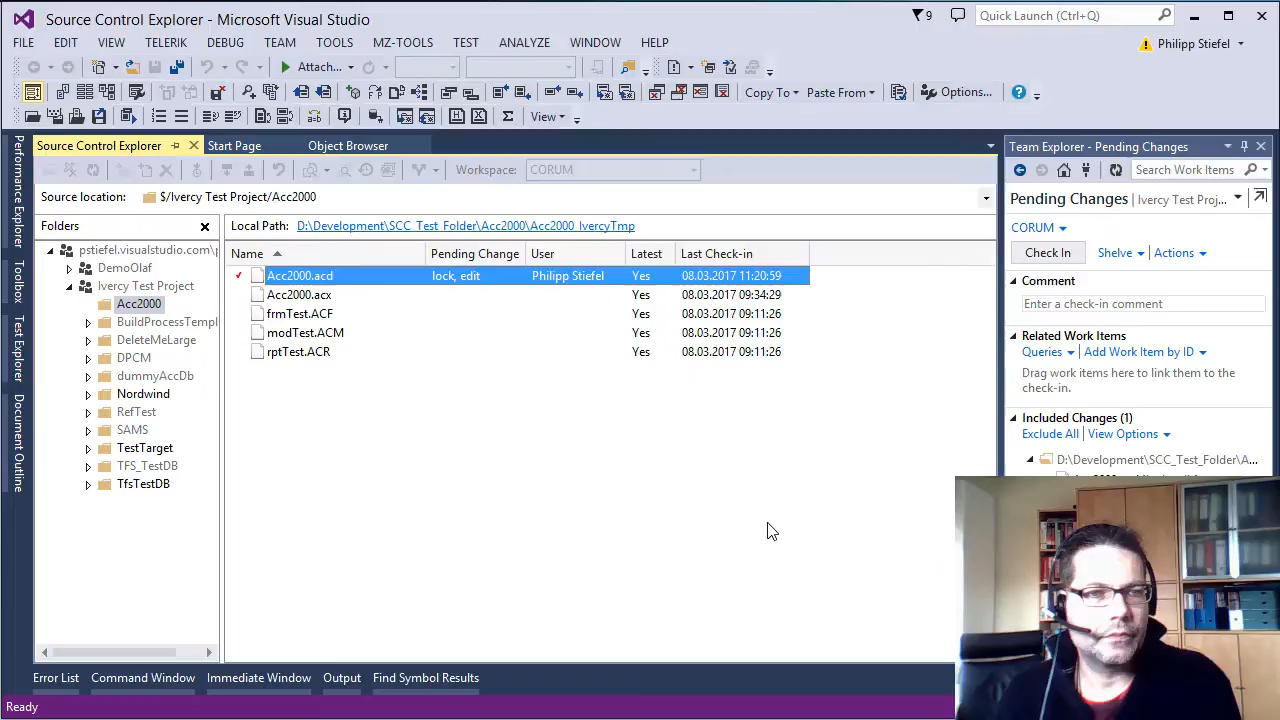 Source Control Explorer - Microsoft Visual Studio
9
Quick Launch (Ctrl+Q)
FILE EDIT VIEW TELERIK DEBUG TEAM TOOLS MZ-TOOLS TEST ANALYZE WINDOW HELP
Philipp Stiefel
Attach...
Copy To
Paste From
Options...
View
Performance Explorer
Toolbox
Test Explorer
Document Outline
Source Control Explorer
Start Page
Object Browser
Workspace: CORUM
Source location: $/Ivercy Test Project/Acc2000
Folders
pstiefel.visualstudio.com\
DemoOlaf
Ivercy Test Project
Acc2000
BuildProcessTempl
DeleteMeLarge
DPCM
dummyAccDb
Nordwind
RefTest
SAMS
TestTarget
TFS_TestDB
TfsTestDB
Local Path: D:\Development\SCC_Test_Folder\Acc2000\Acc2000_IvercyTmp
Name Pending Change User Latest Last Check-in
Acc2000.acd lock, edit Philipp Stiefel Yes 08.03.2017 11:20:59
Acc2000.acx Yes 08.03.2017 09:34:29
frmTest.ACF Yes 08.03.2017 09:11:26
modTest.ACM Yes 08.03.2017 09:11:26
rptTest.ACR Yes 08.03.2017 09:11:26
Team Explorer - Pending Changes
Search Work Items
Pending Changes | Ivercy Test Proj...
CORUM
Check In Shelve Actions
Comment
Enter a check-in comment
Related Work Items
Queries | Add Work Item by ID
Drag work items here to link them to the
check-in.
Included Changes (1)
Exclude All | View Options
D:\Development\SCC_Test_Folder\A...
Error List Command Window Immediate Window Output Find Symbol Results
Ready